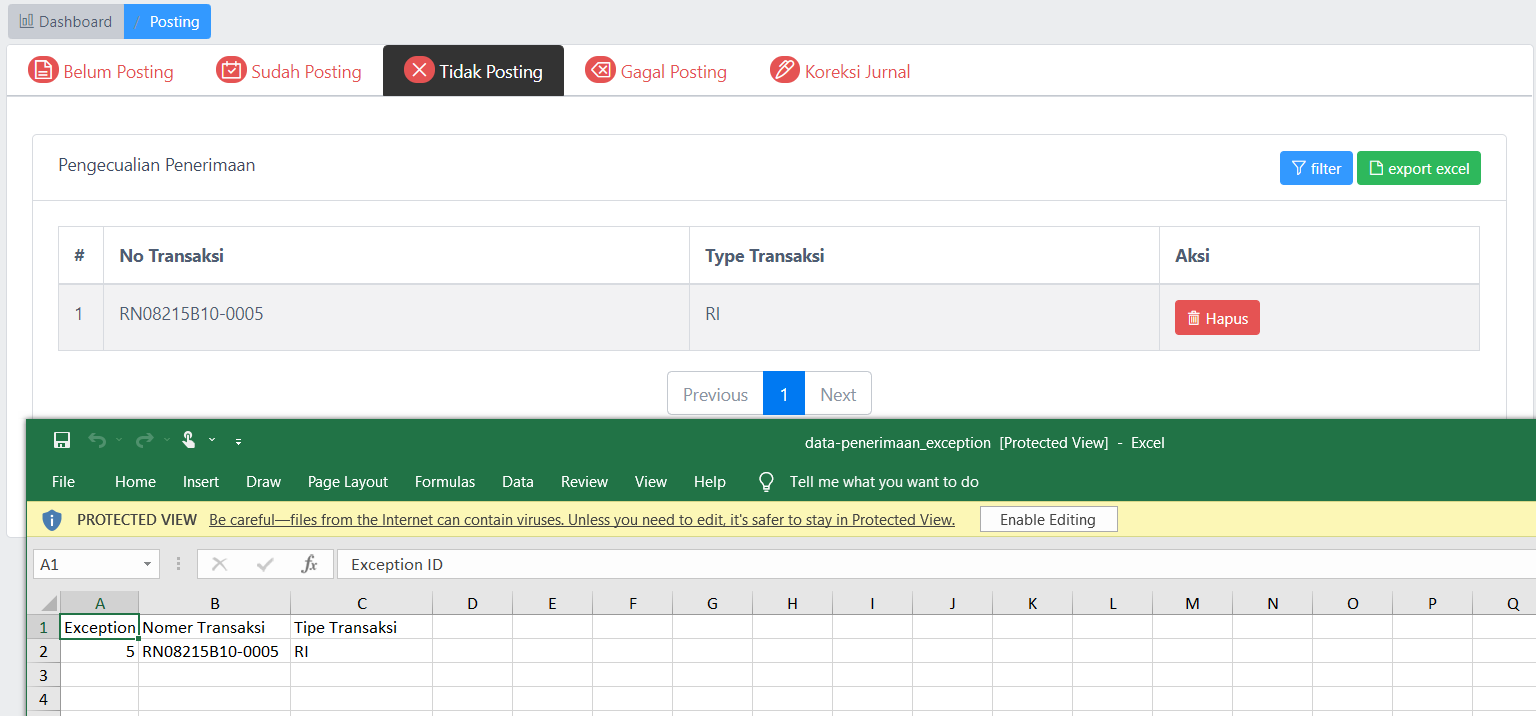 Dashboard / Posting
Belum Posting Sudah Posting Tidak Posting Gagal Posting Koreksi Jurnal
Pengecualian Penerimaan filter export excel
# No Transaksi Type Transaksi Aksi
1 RN08215B10-0005 RI Hapus
Previous 1 Next
data-penerimaan_exception [Protected View] - Excel
File Home Insert Draw Page Layout Formulas Data Review View Help Tell me what you want to do
PROTECTED VIEW Be careful—files from the Internet can contain viruses. Unless you need to edit, it's safer to stay in Protected View. Enable Editing
A1 fx Exception ID
A B C D E F G H I J K L M N O P Q
1 Exception Nomer Transaksi Tipe Transaksi
2 5 RN08215B10-0005 RI
3
4